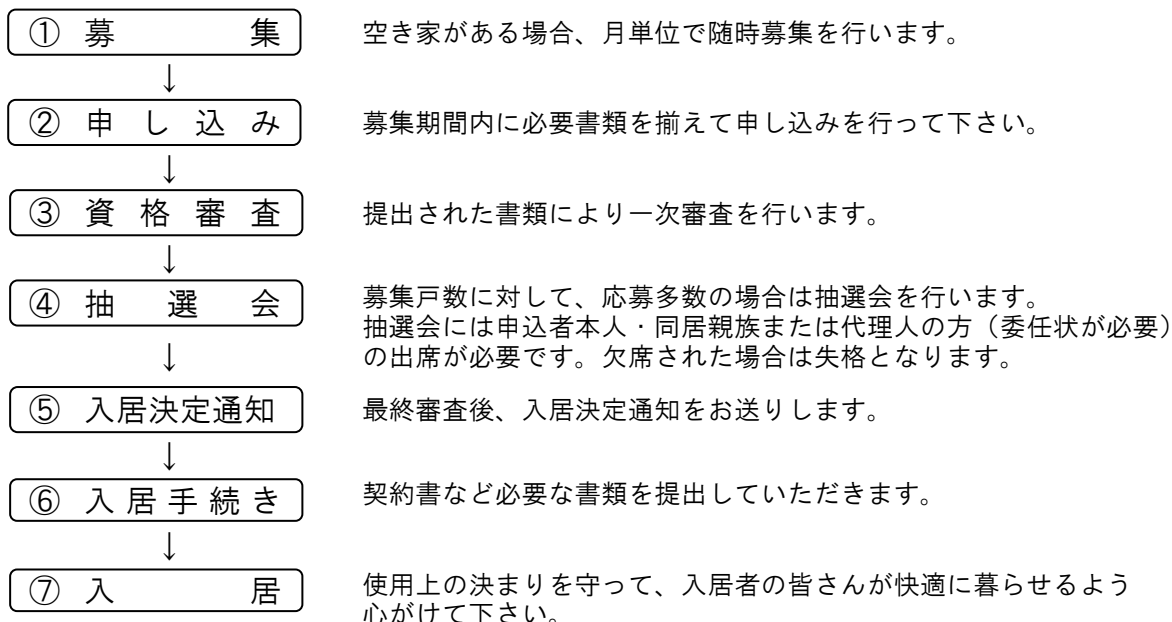 ① 募集 空き家がある場合、月単位で随時募集を行います。
↓
② 申し込み 募集期間内に必要書類を揃えて申し込みを行って下さい。
↓
③ 資格審査 提出された書類により一次審査を行います。
↓
④ 抽選会 募集戸数に対して、応募多数の場合は抽選会を行います。
抽選会には申込者本人・同居親族または代理人の方（委任状が必要）
の出席が必要です。欠席された場合は失格となります。
↓
⑤ 入居決定通知 最終審査後、入居決定通知をお送りします。
↓
⑥ 入居手続き 契約書など必要な書類を提出していただきます。
↓
⑦ 入居 使用上の決まりを守って、入居者の皆さんが快適に暮らせるよう
心がけて下さい。